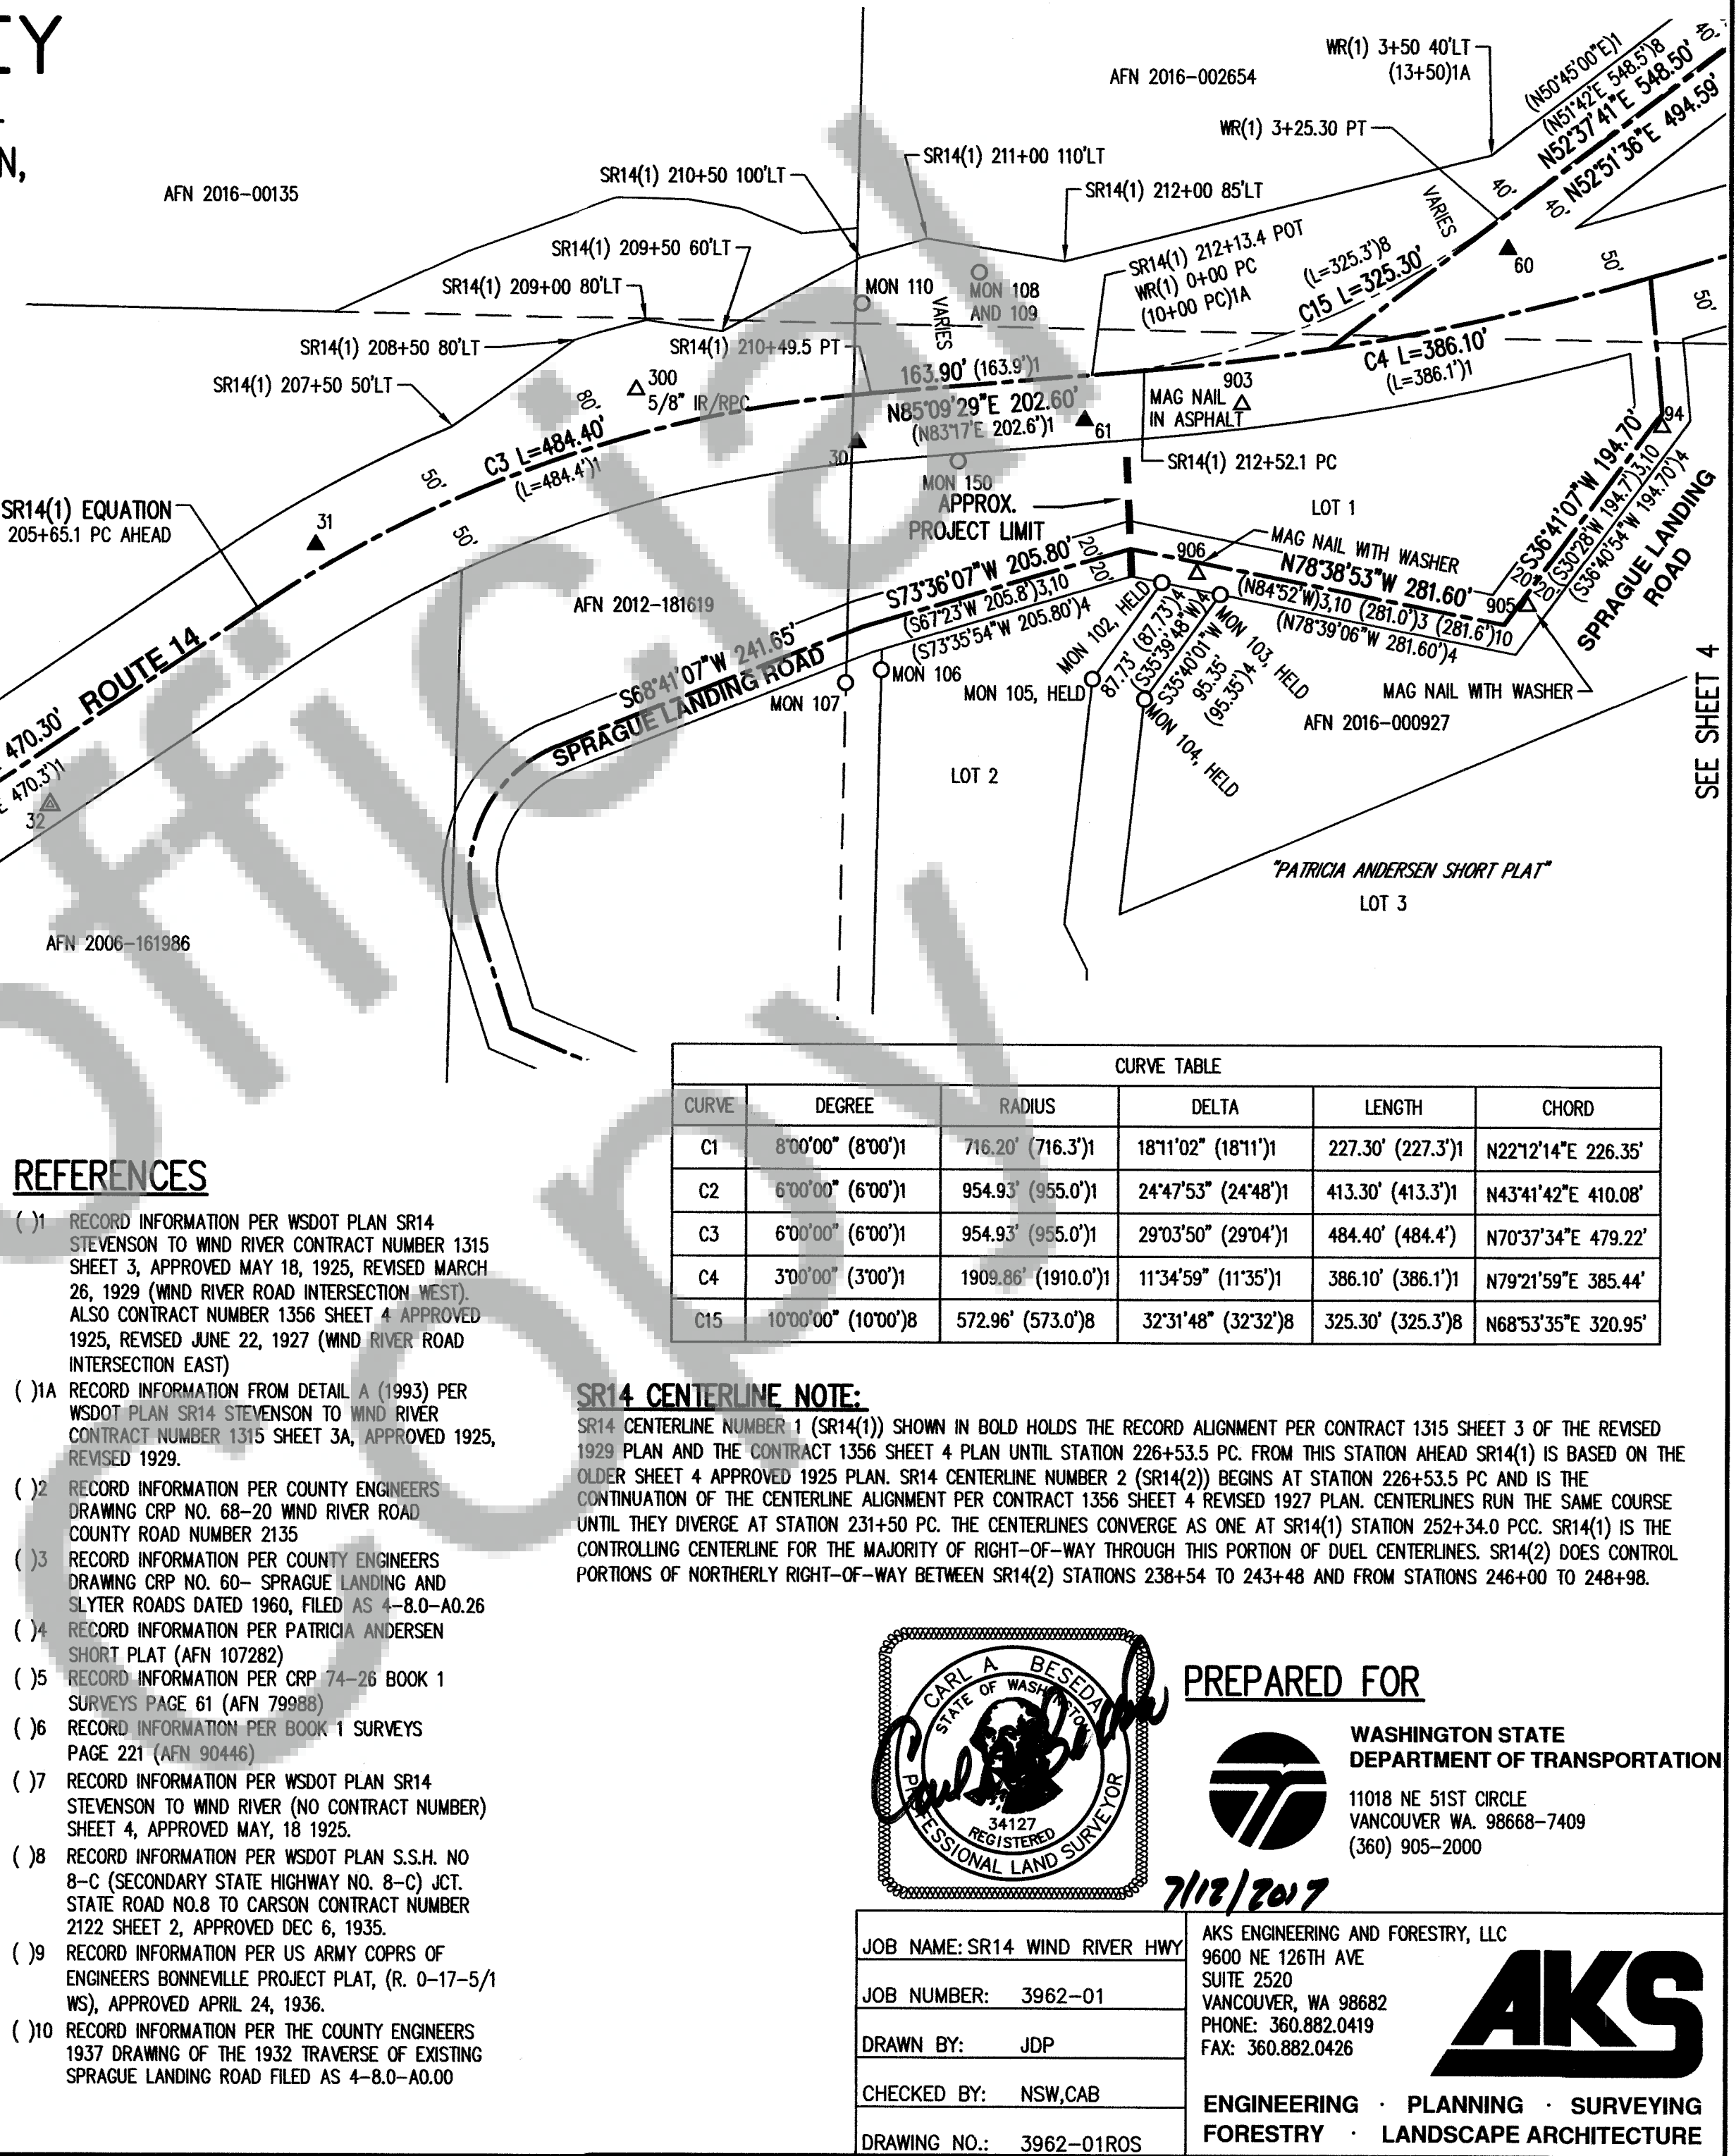 N,
AFN 2016-00135
AFN 2016-002654
WR(1) 3+50 40'LT
(13+50)1A
WR(1) 3+25.30 PT
(N50°45'00"E)1
(N51°42'E 548.5')8
N52°37'41"E 548.50'
N52°51'36"E 494.59'
40'
40'
40'
VARIES
SR14(1) 211+00 110'LT
SR14(1) 210+50 100'LT
SR14(1) 212+00 85'LT
SR14(1) 209+50 60'LT
SR14(1) 209+00 80'LT
SR14(1) 208+50 80'LT
SR14(1) 207+50 50'LT
SR14(1) 210+49.5 PT
MON 110
VARIES
MON 108
AND 109
SR14(1) 212+13.4 POT
WR(1) 0+00 PC
(10+00 PC)1A
(L=325.3')8
C15 L=325.30'
60
50'
50'
C4 L=386.10'
(L=386.1')1
163.90' (163.9')1
N85°09'29"E 202.60'
(N83°17'E 202.6')1
300
5/8" IR/RPC
80'
C3 L=484.40'
(L=484.4')1
50'
50'
903
MAG NAIL
IN ASPHALT
61
30
SR14(1) 212+52.1 PC
MON 150
APPROX.
PROJECT LIMIT
LOT 1
94
S36°41'07"W 194.70'
(S30°28'W 194.7')3,10
(S36°40'54"W 194.70')4
20'
20'
SPRAGUE LANDING
ROAD
SR14(1) EQUATION
205+65.1 PC AHEAD
31
AFN 2012-181619
S73°36'07"W 205.80'
(S67°23'W 205.8')3,10
(S73°35'54"W 205.80')4
20'
20'
906
MAG NAIL WITH WASHER
N78°38'53"W 281.60'
(N84°52'W)3,10 (281.0')3 (281.6')10
(N78°39'06"W 281.60')4
905
MAG NAIL WITH WASHER
MON 102, HELD
87.73' (87.73')4
(S35°39'48"W)4
S35°40'01"W
95.35'
(95.35')4
MON 103, HELD
MON 104, HELD
MON 105, HELD
MON 106
MON 107
AFN 2016-000927
S68°41'07"W 241.65'
SPRAGUE LANDING ROAD
ROUTE 14
470.30'
E 470.3')1
32
LOT 2
"PATRICIA ANDERSEN SHORT PLAT"
LOT 3
SEE SHEET 4
AFN 2006-161986
CURVE TABLE
CURVE DEGREE RADIUS DELTA LENGTH CHORD
C1 8°00'00" (8°00')1 716.20' (716.3')1 18°11'02" (18°11')1 227.30' (227.3')1 N22°12'14"E 226.35'
C2 6°00'00" (6°00')1 954.93' (955.0')1 24°47'53" (24°48')1 413.30' (413.3')1 N43°41'42"E 410.08'
C3 6°00'00" (6°00')1 954.93' (955.0')1 29°03'50" (29°04')1 484.40' (484.4') N70°37'34"E 479.22'
C4 3°00'00" (3°00')1 1909.86' (1910.0')1 11°34'59" (11°35')1 386.10' (386.1')1 N79°21'59"E 385.44'
C15 10°00'00" (10°00')8 572.96' (573.0')8 32°31'48" (32°32')8 325.30' (325.3')8 N68°53'35"E 320.95'
REFERENCES
( )1 RECORD INFORMATION PER WSDOT PLAN SR14
STEVENSON TO WIND RIVER CONTRACT NUMBER 1315
SHEET 3, APPROVED MAY 18, 1925, REVISED MARCH
26, 1929 (WIND RIVER ROAD INTERSECTION WEST).
ALSO CONTRACT NUMBER 1356 SHEET 4 APPROVED
1925, REVISED JUNE 22, 1927 (WIND RIVER ROAD
INTERSECTION EAST)
( )1A RECORD INFORMATION FROM DETAIL A (1993) PER
WSDOT PLAN SR14 STEVENSON TO WIND RIVER
CONTRACT NUMBER 1315 SHEET 3A, APPROVED 1925,
REVISED 1929.
( )2 RECORD INFORMATION PER COUNTY ENGINEERS
DRAWING CRP NO. 68-20 WIND RIVER ROAD
COUNTY ROAD NUMBER 2135
( )3 RECORD INFORMATION PER COUNTY ENGINEERS
DRAWING CRP NO. 60- SPRAGUE LANDING AND
SLYTER ROADS DATED 1960, FILED AS 4-8.0-A0.26
( )4 RECORD INFORMATION PER PATRICIA ANDERSEN
SHORT PLAT (AFN 107282)
( )5 RECORD INFORMATION PER CRP 74-26 BOOK 1
SURVEYS PAGE 61 (AFN 79988)
( )6 RECORD INFORMATION PER BOOK 1 SURVEYS
PAGE 221 (AFN 90446)
( )7 RECORD INFORMATION PER WSDOT PLAN SR14
STEVENSON TO WIND RIVER (NO CONTRACT NUMBER)
SHEET 4, APPROVED MAY, 18 1925.
( )8 RECORD INFORMATION PER WSDOT PLAN S.S.H. NO
8-C (SECONDARY STATE HIGHWAY NO. 8-C) JCT.
STATE ROAD NO.8 TO CARSON CONTRACT NUMBER
2122 SHEET 2, APPROVED DEC 6, 1935.
( )9 RECORD INFORMATION PER US ARMY COPRS OF
ENGINEERS BONNEVILLE PROJECT PLAT, (R. 0-17-5/1
WS), APPROVED APRIL 24, 1936.
( )10 RECORD INFORMATION PER THE COUNTY ENGINEERS
1937 DRAWING OF THE 1932 TRAVERSE OF EXISTING
SPRAGUE LANDING ROAD FILED AS 4-8.0-A0.00
SR14 CENTERLINE NOTE:
SR14 CENTERLINE NUMBER 1 (SR14(1)) SHOWN IN BOLD HOLDS THE RECORD ALIGNMENT PER CONTRACT 1315 SHEET 3 OF THE REVISED
1929 PLAN AND THE CONTRACT 1356 SHEET 4 PLAN UNTIL STATION 226+53.5 PC. FROM THIS STATION AHEAD SR14(1) IS BASED ON THE
OLDER SHEET 4 APPROVED 1925 PLAN. SR14 CENTERLINE NUMBER 2 (SR14(2)) BEGINS AT STATION 226+53.5 PC AND IS THE
CONTINUATION OF THE CENTERLINE ALIGNMENT PER CONTRACT 1356 SHEET 4 REVISED 1927 PLAN. CENTERLINES RUN THE SAME COURSE
UNTIL THEY DIVERGE AT STATION 231+50 PC. THE CENTERLINES CONVERGE AS ONE AT SR14(1) STATION 252+34.0 PCC. SR14(1) IS THE
CONTROLLING CENTERLINE FOR THE MAJORITY OF RIGHT-OF-WAY THROUGH THIS PORTION OF DUEL CENTERLINES. SR14(2) DOES CONTROL
PORTIONS OF NORTHERLY RIGHT-OF-WAY BETWEEN SR14(2) STATIONS 238+54 TO 243+48 AND FROM STATIONS 246+00 TO 248+98.
CARL A BESEDA
STATE OF WASHINGTON
34127
REGISTERED
PROFESSIONAL LAND SURVEYOR
7/12/2017
PREPARED FOR
WASHINGTON STATE
DEPARTMENT OF TRANSPORTATION
11018 NE 51ST CIRCLE
VANCOUVER WA. 98668-7409
(360) 905-2000
JOB NAME: SR14 WIND RIVER HWY
JOB NUMBER: 3962-01
DRAWN BY: JDP
CHECKED BY: NSW,CAB
DRAWING NO.: 3962-01ROS
AKS ENGINEERING AND FORESTRY, LLC
9600 NE 126TH AVE
SUITE 2520
VANCOUVER, WA 98682
PHONE: 360.882.0419
FAX: 360.882.0426
AKS
ENGINEERING · PLANNING · SURVEYING
FORESTRY · LANDSCAPE ARCHITECTURE